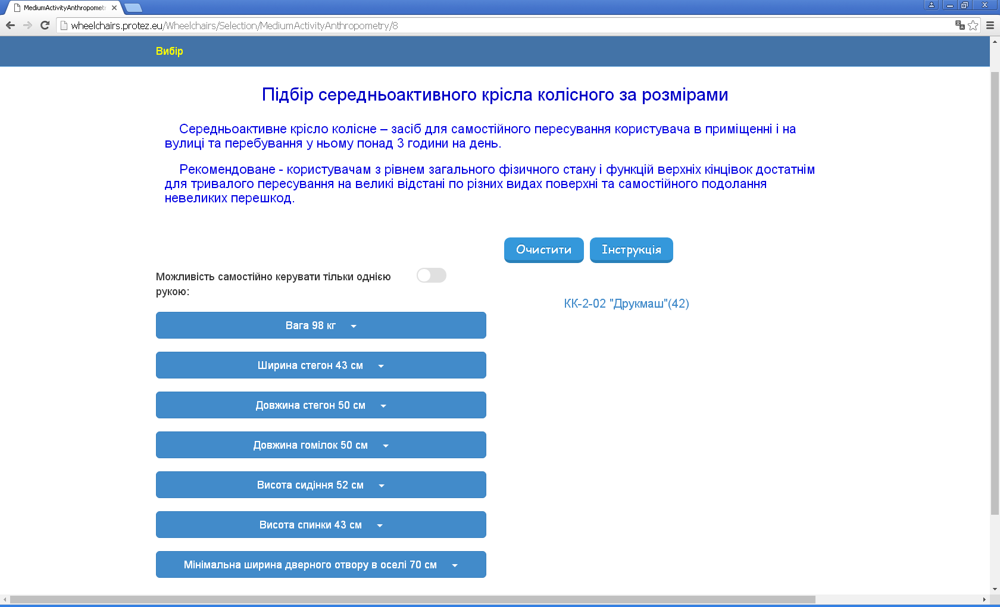 MediumActivityAnthropometr
wheelchairs.protez.eu/Wheelchairs/Selection/MediumActivityAnthropometry/8
Вибір
Підбір середньоактивного крісла колісного за розмірами
Середньоактивне крісло колісне – засіб для самостійного пересування користувача в приміщенні і на
вулиці та перебування у ньому понад 3 години на день.
Рекомендоване - користувачам з рівнем загального фізичного стану і функцій верхніх кінцівок достатнім
для тривалого пересування на великі відстані по різних видах поверхні та самостійного подолання
невеликих перешкод.
Очистити Інструкція
Можливість самостійно керувати тільки однією
рукою:
КК-2-02 "Друкмаш"(42)
Вага 98 кг
Ширина стегон 43 см
Довжина стегон 50 см
Довжина гомілок 50 см
Висота сидіння 52 см
Висота спинки 43 см
Мінімальна ширина дверного отвору в оселі 70 см